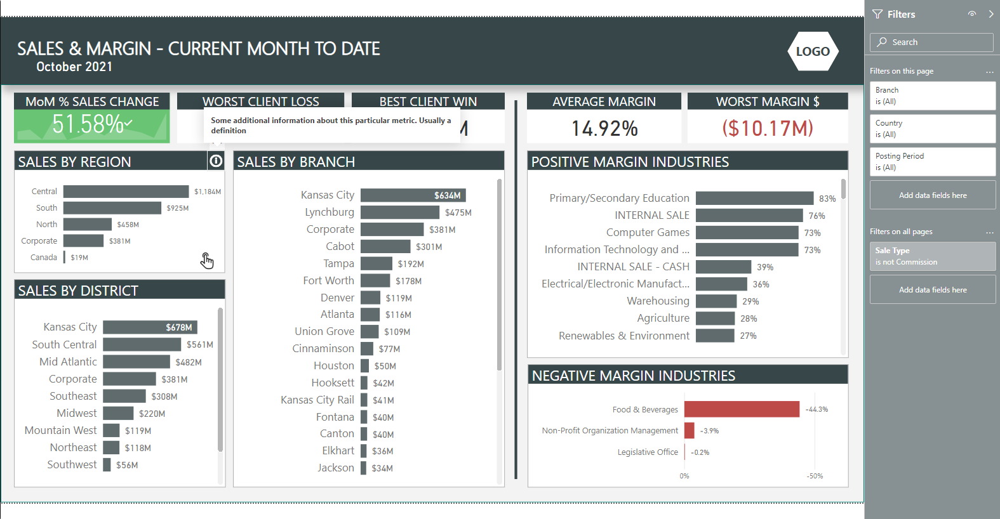 SALES & MARGIN - CURRENT MONTH TO DATE
October 2021
LOGO
MoM % SALES CHANGE
51.58%
WORST CLIENT LOSS
BEST CLIENT WIN
M
Some additional information about this particular metric. Usually a
definition
AVERAGE MARGIN
14.92%
WORST MARGIN $
($10.17M)
SALES BY REGION
Central $1,184M
South $925M
North $458M
Corporate $381M
Canada $19M
SALES BY DISTRICT
Kansas City $678M
South Central $561M
Mid Atlantic $482M
Corporate $381M
Southeast $308M
Midwest $220M
Mountain West $119M
Northeast $118M
Southwest $56M
SALES BY BRANCH
Kansas City $634M
Lynchburg $475M
Corporate $381M
Cabot $301M
Tampa $192M
Fort Worth $178M
Denver $119M
Atlanta $116M
Union Grove $109M
Cinnaminson $77M
Houston $50M
Hooksett $42M
Kansas City Rail $41M
Fontana $40M
Canton $40M
Elkhart $36M
Jackson $34M
POSITIVE MARGIN INDUSTRIES
Primary/Secondary Education 83%
INTERNAL SALE 76%
Computer Games 73%
Information Technology and ... 73%
INTERNAL SALE - CASH 39%
Electrical/Electronic Manufact... 36%
Warehousing 29%
Agriculture 28%
Renewables & Environment 27%
NEGATIVE MARGIN INDUSTRIES
Food & Beverages -44.3%
Non-Profit Organization Management -3.9%
Legislative Office -0.2%
0% -50%
Filters
Search
Filters on this page ...
Branch
is (All)
Country
is (All)
Posting Period
is (All)
Add data fields here
Filters on all pages ...
Sale Type
is not Commission
Add data fields here